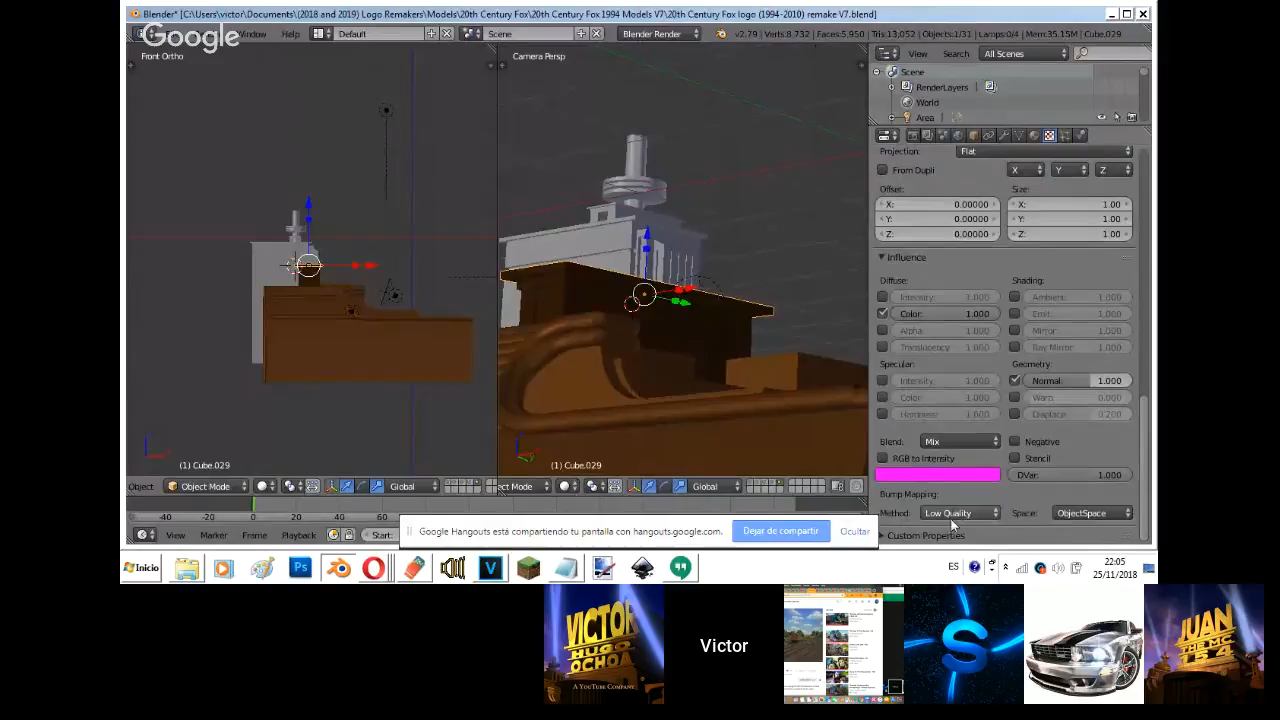 Blender* [C:\Users\victor\Documents\(2018 and 2019) Logo Remakers\Models\20th Century Fox\20th Century Fox 1994 Models V7\20th Century Fox logo (1994-2010) remake V7.blend]
Google
Window Help Default Scene Blender Render v2.79 | Verts:8,732 | Faces:5,950 | Tris:13,052 | Objects:1/31 | Lamps:0/4 | Mem:35.15M | Cube.029
Front Ortho
Camera Persp
View Search All Scenes
Scene
RenderLayers
World
Area
Projection: Flat
From Dupli X Y Z
Offset: Size:
X: 0.00000 X: 1.00
Y: 0.00000 Y: 1.00
Z: 0.00000 Z: 1.00
Influence
Diffuse: Shading:
Intensity: 1.000 Ambient: 1.000
Color: 1.000 Emit: 1.000
Alpha: 1.000 Mirror: 1.000
Translucency: 1.000 Ray Mirror: 1.000
Specular Geometry:
Intensity: 1.000 Normal: 1.000
Color: 1.000 Warp: 0.000
Hardness: 1.000 Displace: 0.200
Blend: Mix Negative
RGB to Intensity Stencil
DVar: 1.000
Bump Mapping:
Method: Low Quality Space: ObjectSpace
Custom Properties
(1) Cube.029
(1) Cube.029
Object Object Mode Global ect Mode Global
-40 -20 0 20 40 60
View Marker Frame Playback Start:
Google Hangouts está compartiendo tu pantalla con hangouts.google.com. Dejar de compartir Ocultar
Inicio
Ps
V
ES
22:05
25/11/2018
VICTOR
A YOUTUBE COMPANY
Victor
JUAN